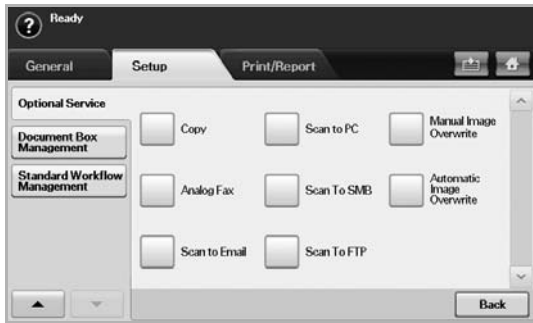 ?
Ready
General
Setup
Print/Report
Optional Service
Document Box
Management
Standard Workflow
Management
Copy
Scan to PC
Manual Image
Overwrite
Analog Fax
Scan To SMB
Automatic
Image
Overwrite
Scan to Email
Scan To FTP
Back